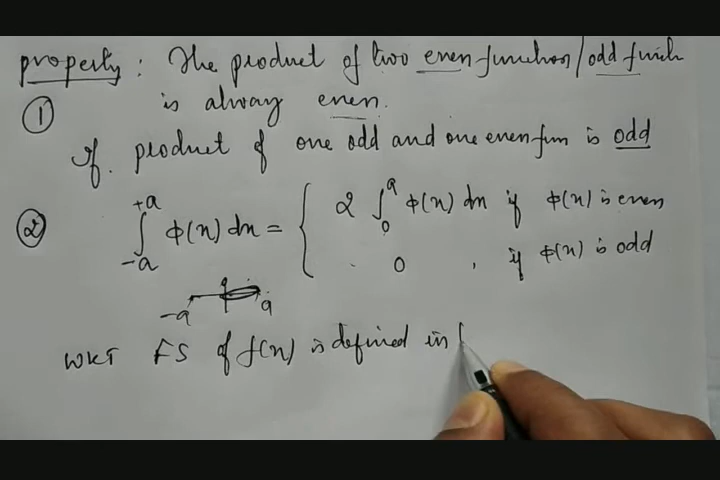 property : The product of two even function/odd funcn
① is alway even.
If product of one odd and one even fun is odd
② ∫_{-a}^{+a} φ(x) dx = { 2 ∫_0^a φ(x) dx if φ(x) is even
0 , if φ(x) is odd
-a a
WKT FS of f(x) is defined in (